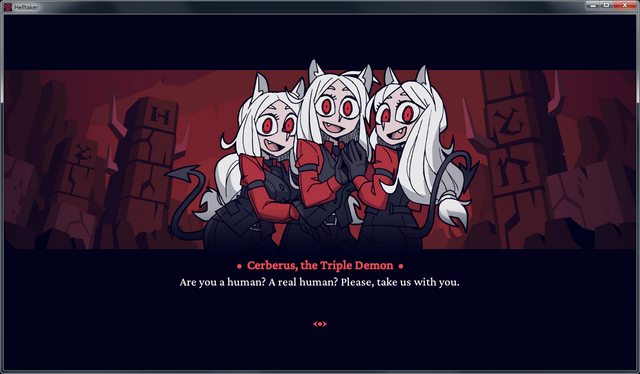 Helltaker
Cerberus, the Triple Demon
Are you a human? A real human? Please, take us with you.